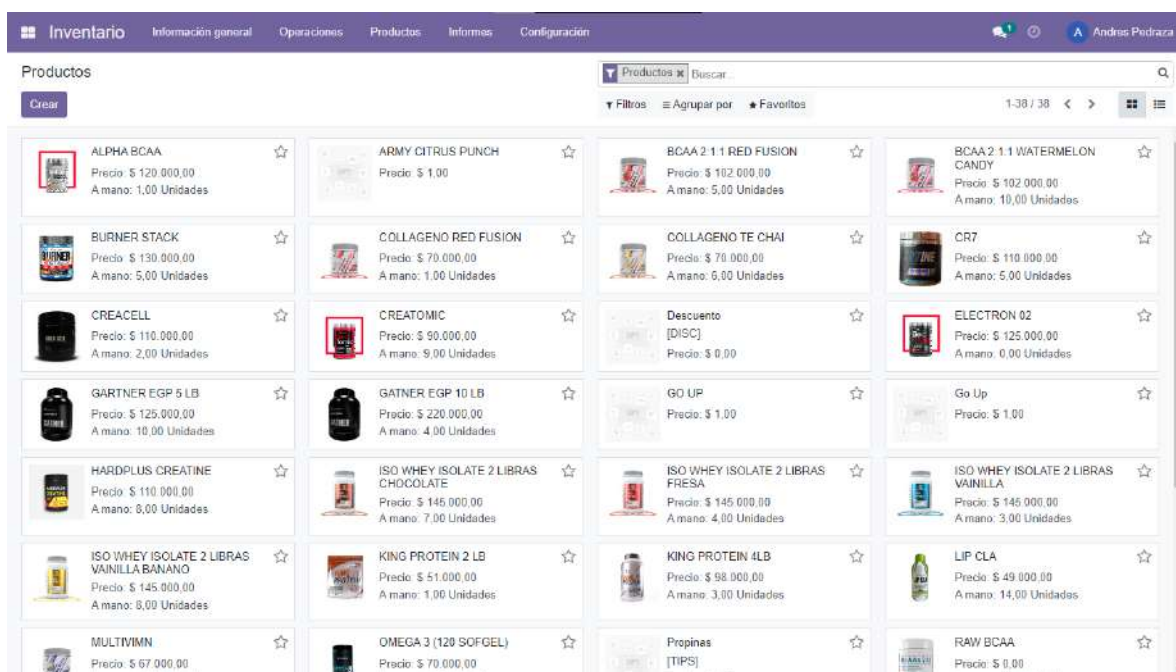 Inventario Información general Operaciones Productos Informes Configuración 1 A Andres Pedraza
Productos
Productos x Buscar...
Crear
Filtros Agrupar por Favoritos 1-38 / 38
ALPHA BCAA
Precio: $ 120.000,00
A mano: 1,00 Unidades
ARMY CITRUS PUNCH
Precio: $ 1,00
BCAA 2:1:1 RED FUSION
Precio: $ 102.000,00
A mano: 5,00 Unidades
BCAA 2:1:1 WATERMELON
CANDY
Precio: $ 102.000,00
A mano: 10,00 Unidades
BURNER STACK
Precio: $ 130.000,00
A mano: 5,00 Unidades
COLLAGENO RED FUSION
Precio: $ 70.000,00
A mano: 1,00 Unidades
COLLAGENO TE CHAI
Precio: $ 70.000,00
A mano: 6,00 Unidades
CR7
Precio: $ 110.000,00
A mano: 5,00 Unidades
CREACELL
Precio: $ 110.000,00
A mano: 2,00 Unidades
CREATOMIC
Precio: $ 90.000,00
A mano: 9,00 Unidades
Descuento
[DISC]
Precio: $ 0,00
ELECTRON 02
Precio: $ 125.000,00
A mano: 0,00 Unidades
GARTNER EGP 5 LB
Precio: $ 125.000,00
A mano: 10,00 Unidades
GATNER EGP 10 LB
Precio: $ 220.000,00
A mano: 4,00 Unidades
GO UP
Precio: $ 1,00
Go Up
Precio: $ 1,00
HARDPLUS CREATINE
Precio: $ 110.000,00
A mano: 8,00 Unidades
ISO WHEY ISOLATE 2 LIBRAS
CHOCOLATE
Precio: $ 145.000,00
A mano: 7,00 Unidades
ISO WHEY ISOLATE 2 LIBRAS
FRESA
Precio: $ 145.000,00
A mano: 4,00 Unidades
ISO WHEY ISOLATE 2 LIBRAS
VAINILLA
Precio: $ 145.000,00
A mano: 3,00 Unidades
ISO WHEY ISOLATE 2 LIBRAS
VAINILLA BANANO
Precio: $ 145.000,00
A mano: 8,00 Unidades
KING PROTEIN 2 LB
Precio: $ 51.000,00
A mano: 1,00 Unidades
KING PROTEIN 4LB
Precio: $ 98.000,00
A mano: 3,00 Unidades
LIP CLA
Precio: $ 49.000,00
A mano: 14,00 Unidades
MULTIVIMN
Precio: $ 67.000,00
OMEGA 3 (120 SOFGEL)
Precio: $ 70.000,00
Propinas
[TIPS]
RAW BCAA
Precio: $ 0,00